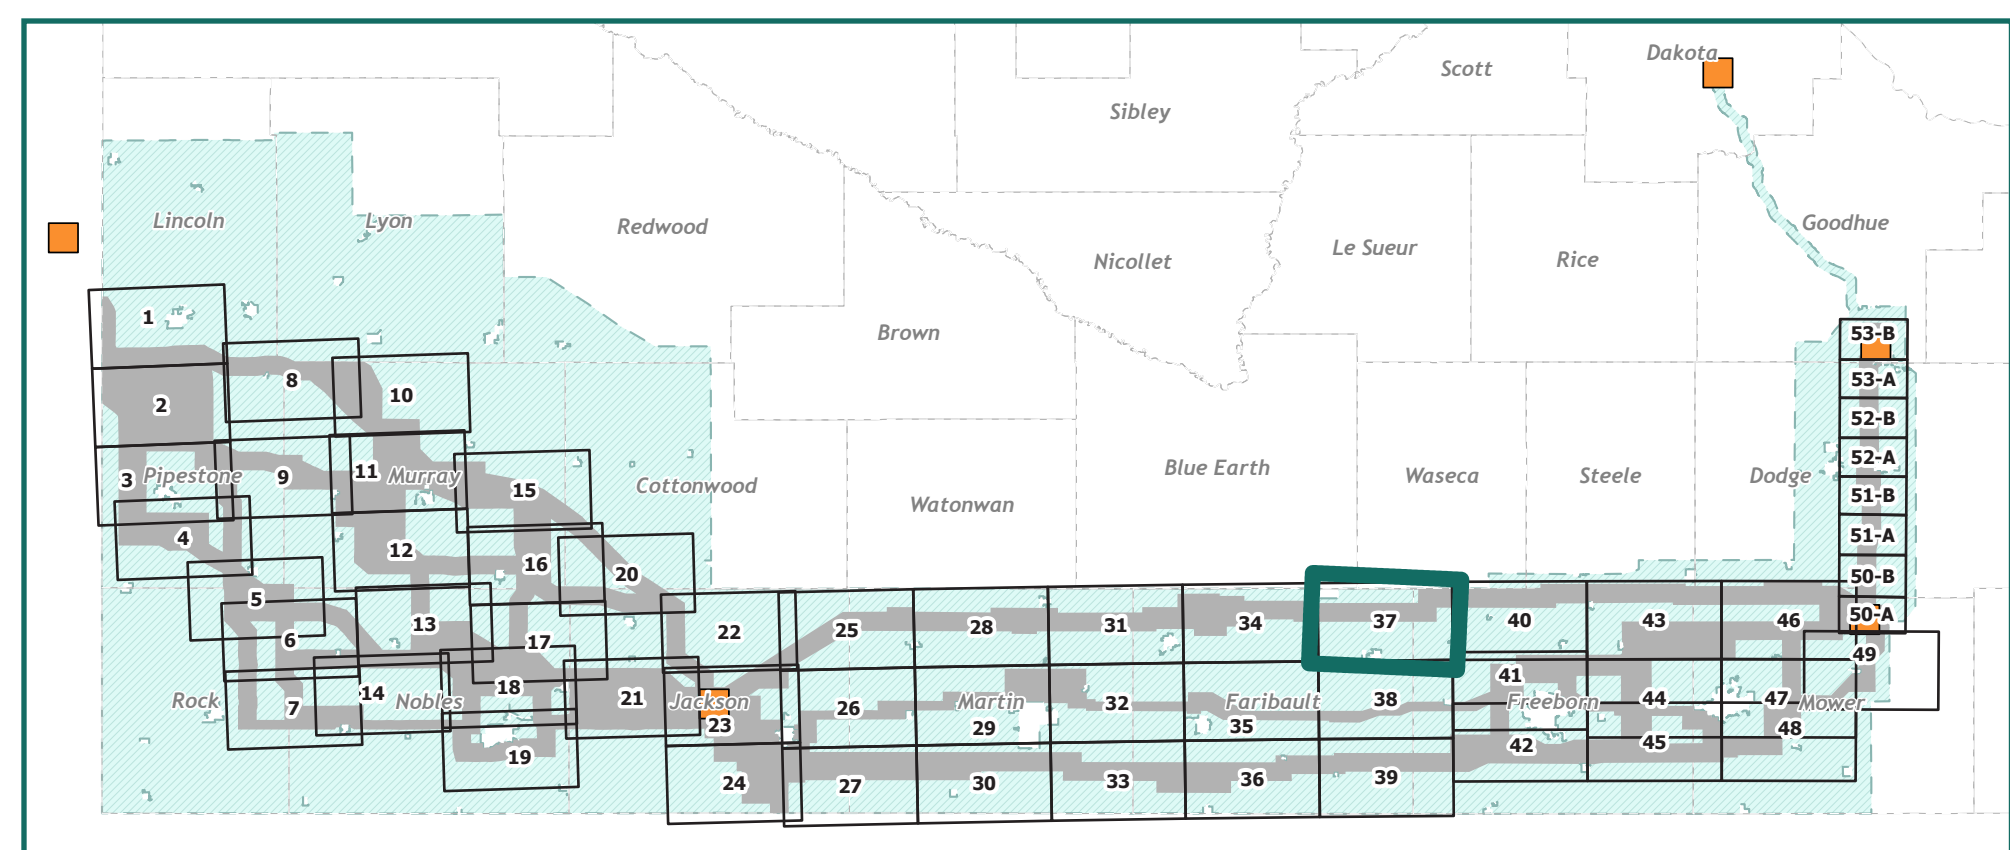 Dakota
Scott
Sibley
Lincoln
Lyon
Redwood
Goodhue
Nicollet
Le Sueur
Rice
1
Brown
53-B
8
53-A
10
2
52-B
52-A
Blue Earth
11
Murray
Waseca
Steele
Dodge
Pipestone
3
9
Cottonwood
15
51-B
Watonwan
4
51-A
12
16
20
50-B
5
50-A
6
13
17
22
25
28
31
34
37
40
43
46
49
41
14
18
21
Rock
Nobles
Jackson
Martin
32
Faribault
38
Freeborn
44
47
Mower
7
26
23
29
35
48
19
42
45
24
27
30
33
36
39